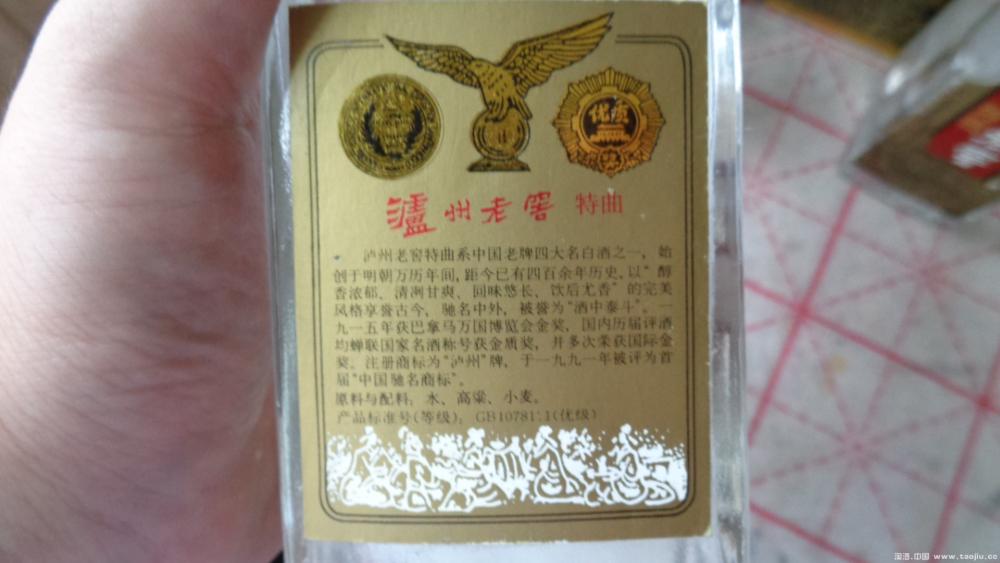 优质
泸州老窖 特曲
泸州老窖特曲系中国老牌四大名白酒之一，始
创于明朝万历年间，距今已有四百余年历史，以“醇
香浓郁、清洌甘爽、回味悠长、饮后尤香”的完美
风格享誉古今，驰名中外，被誉为“酒中泰斗”。一
九一五年获巴拿马万国博览会金奖，国内历届评酒
均蝉联国家名酒称号获金质奖，并多次荣获国际金
奖。注册商标为“泸州”牌，于一九九一年被评为首
届“中国驰名商标”。
原料与配料：水、高粱、小麦。
产品标准号(等级)：GB10781.1(优级)
淘酒.中国 www.taojiu.cc